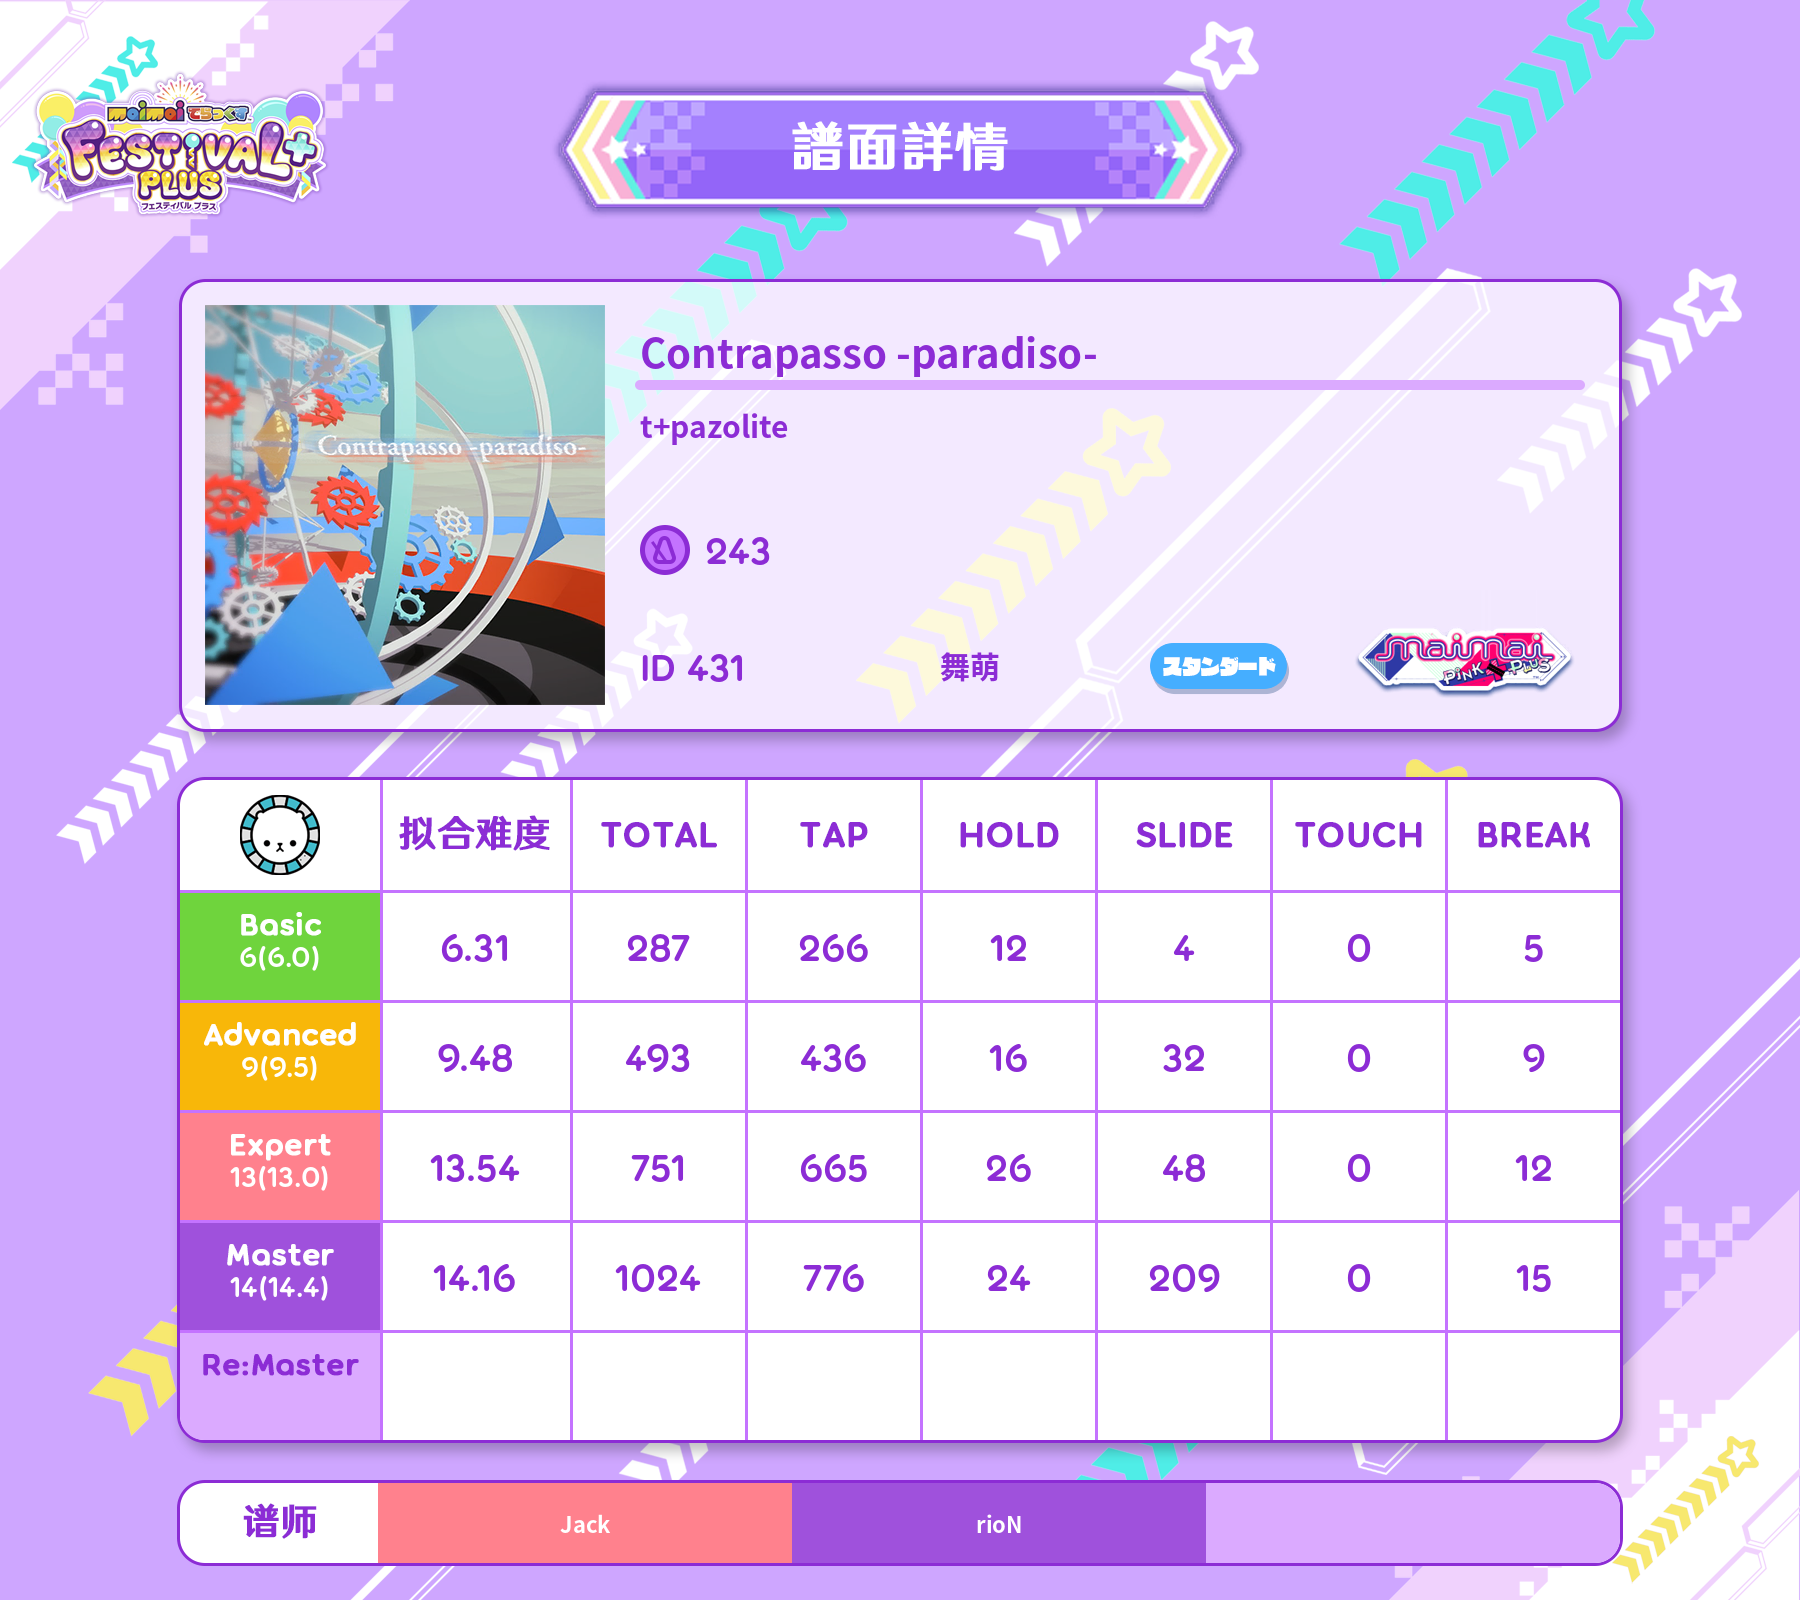 maimai でらっくす
FESTIVAL+
PLUS
フェスティバル プラス
譜面詳情
Contrapasso -paradiso-
Contrapasso -paradiso-
t+pazolite
243
ID 431
舞萌
スタンダード
maimai
PiNK PLUS
拟合难度 TOTAL TAP HOLD SLIDE TOUCH BREAK
Basic
6(6.0) 6.31 287 266 12 4 0 5
Advanced
9(9.5) 9.48 493 436 16 32 0 9
Expert
13(13.0) 13.54 751 665 26 48 0 12
Master
14(14.4) 14.16 1024 776 24 209 0 15
Re:Master
谱师 Jack rioN